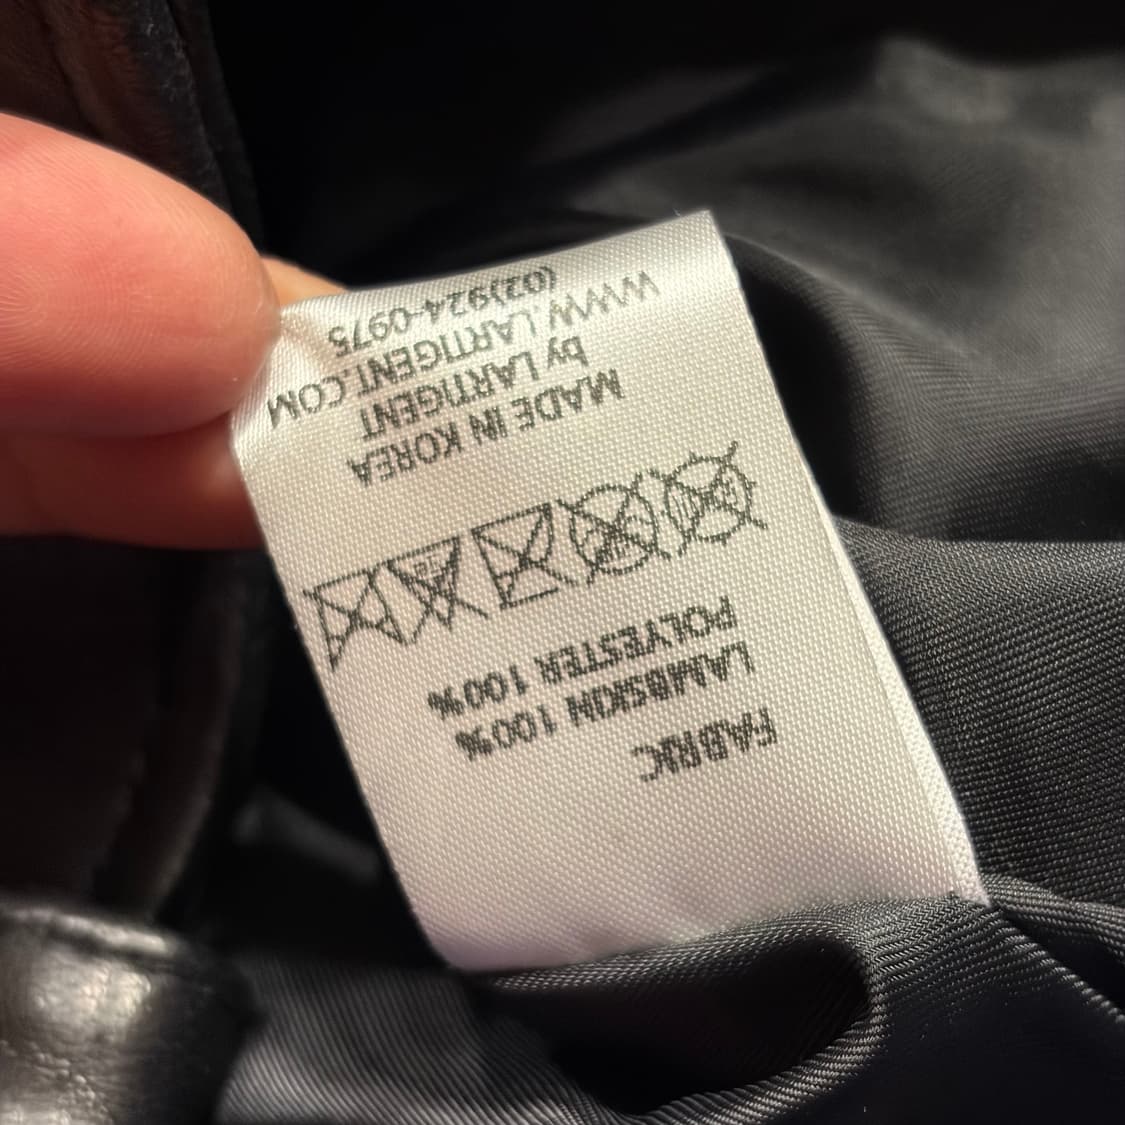 FABRIC
LAMBSKIN 100%
POLYESTER 100%
MADE IN KOREA
by LARTIGENT
WWW.LARTIGENT.COM
(02)924-0975